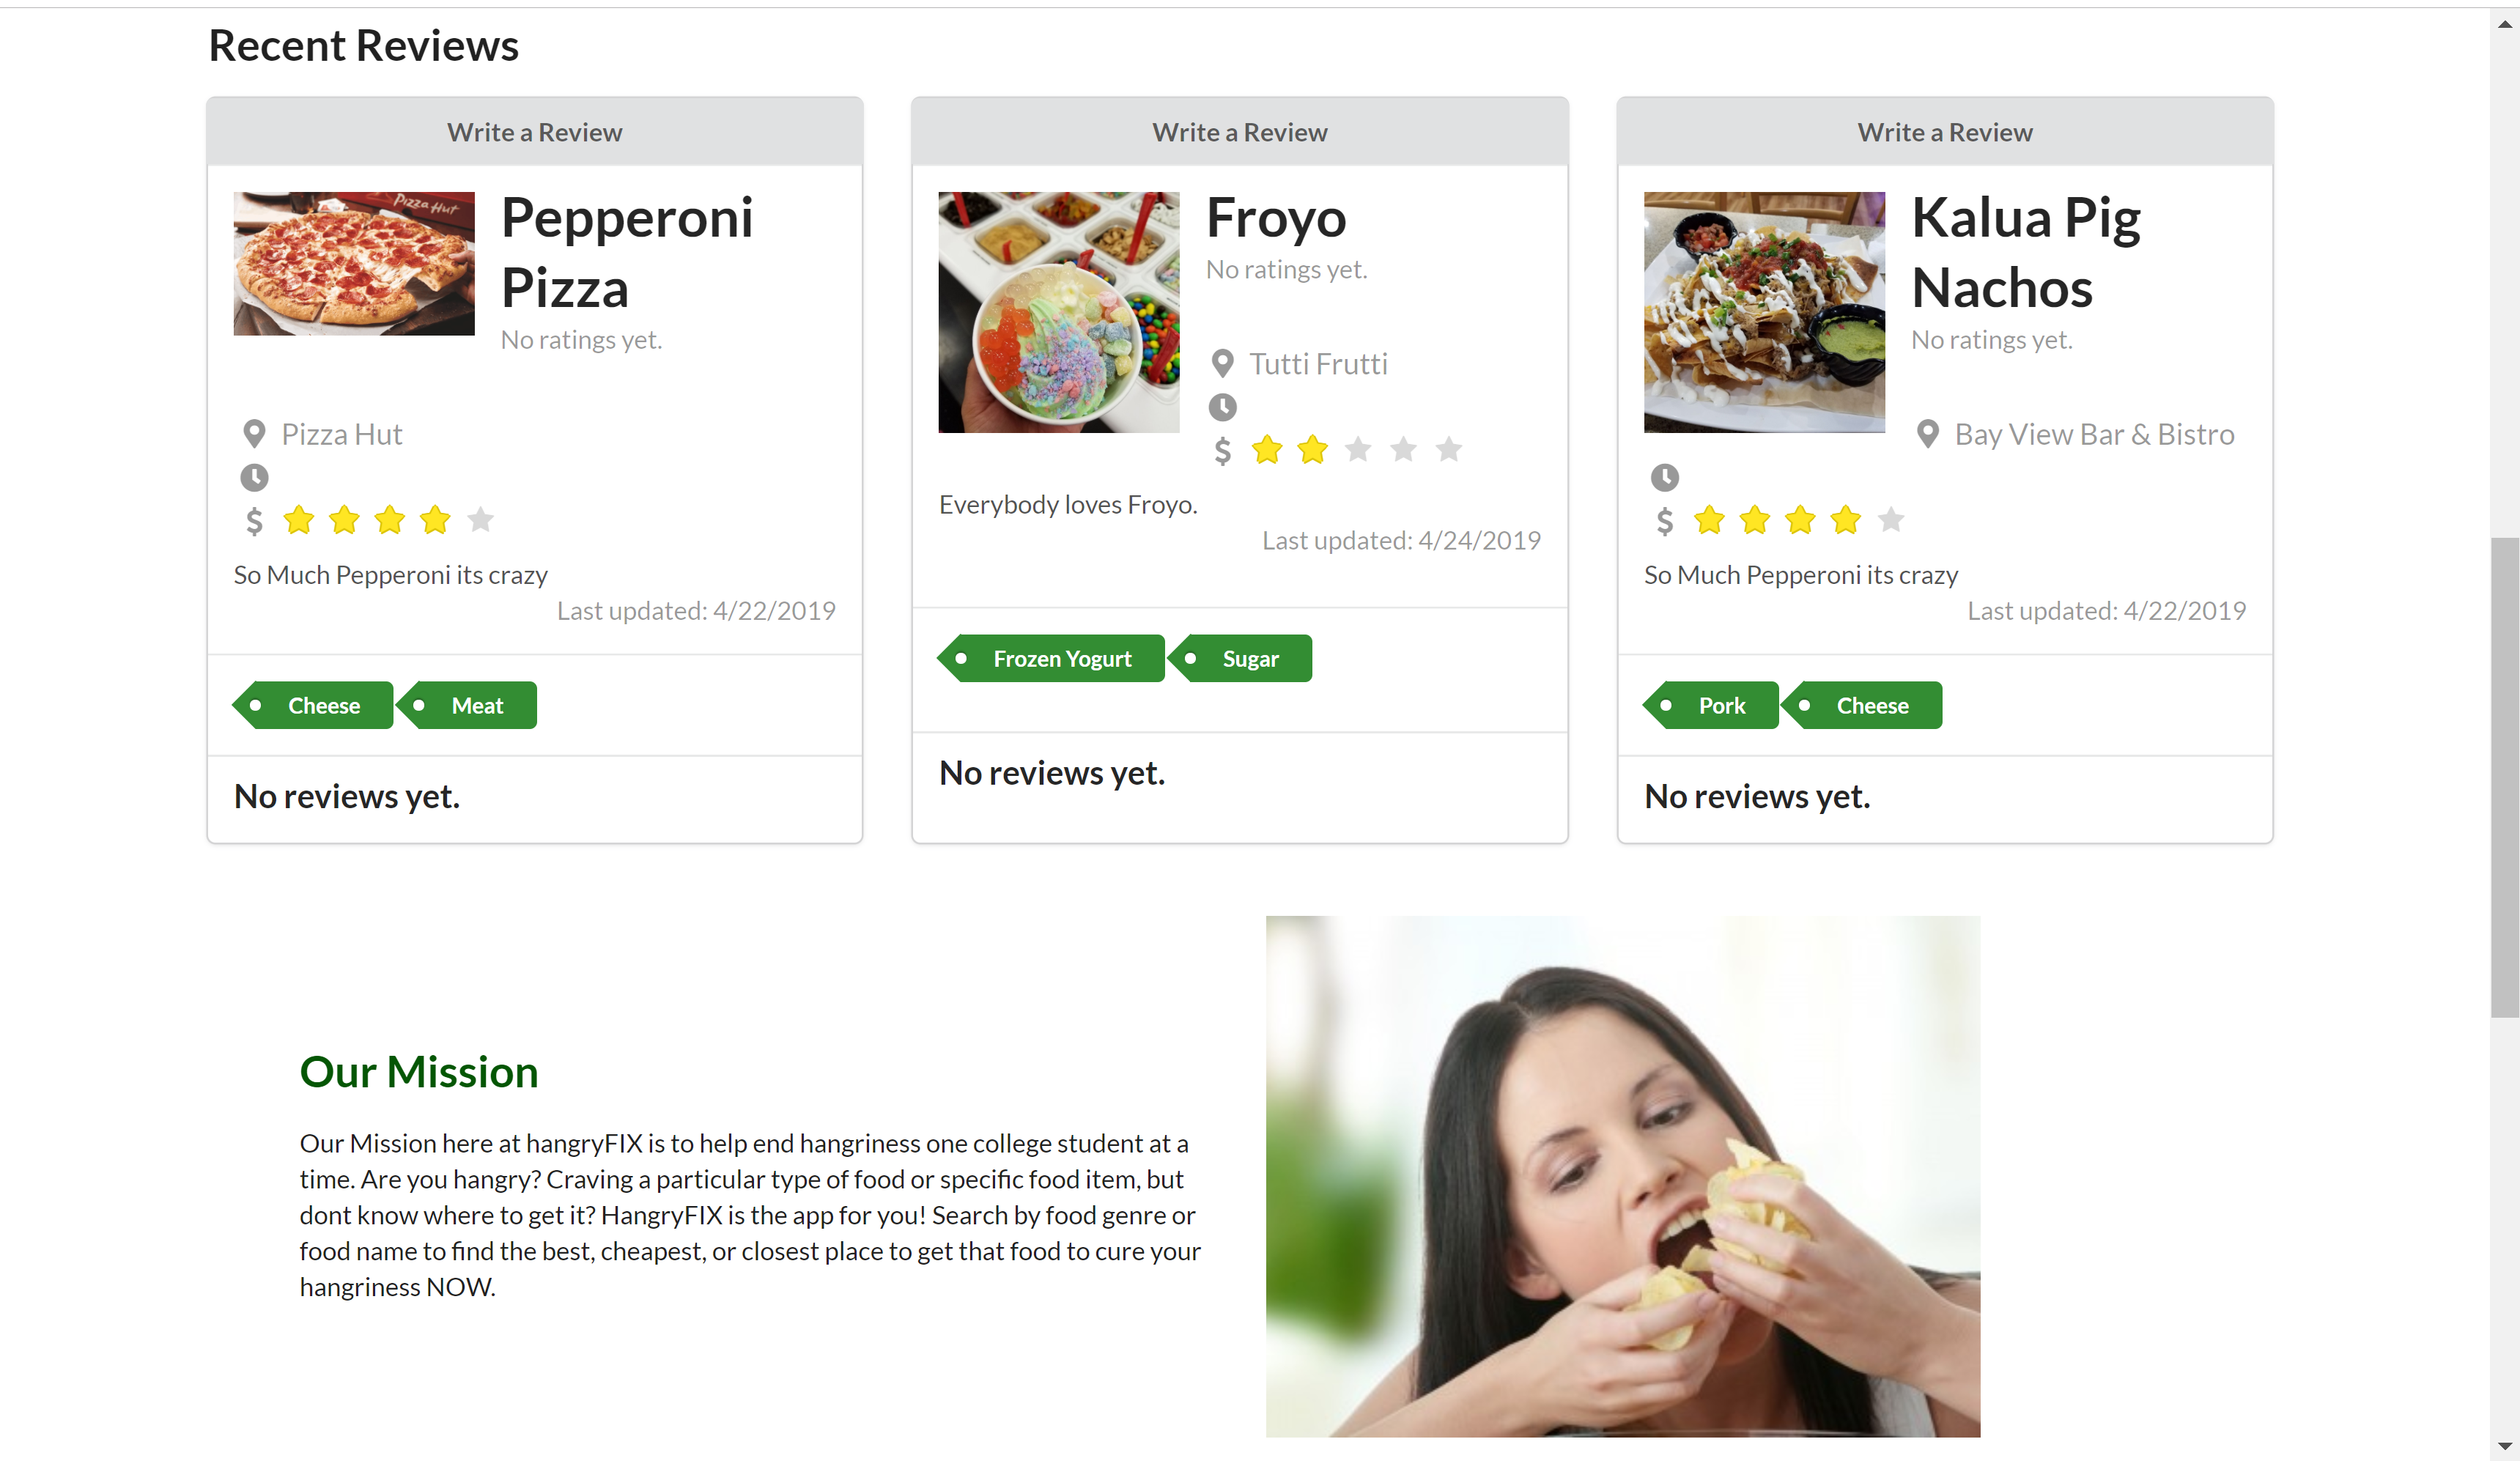 Recent Reviews
Write a Review
Pizza Hut
Pepperoni
Pizza
No ratings yet.
Pizza Hut
$
So Much Pepperoni its crazy
Last updated: 4/22/2019
Cheese
Meat
No reviews yet.
Write a Review
Froyo
No ratings yet.
Tutti Frutti
$
Everybody loves Froyo.
Last updated: 4/24/2019
Frozen Yogurt
Sugar
No reviews yet.
Write a Review
Kalua Pig
Nachos
No ratings yet.
Bay View Bar & Bistro
$
So Much Pepperoni its crazy
Last updated: 4/22/2019
Pork
Cheese
No reviews yet.
Our Mission
Our Mission here at hangryFIX is to help end hangriness one college student at a
time. Are you hangry? Craving a particular type of food or specific food item, but
dont know where to get it? HangryFIX is the app for you! Search by food genre or
food name to find the best, cheapest, or closest place to get that food to cure your
hangriness NOW.